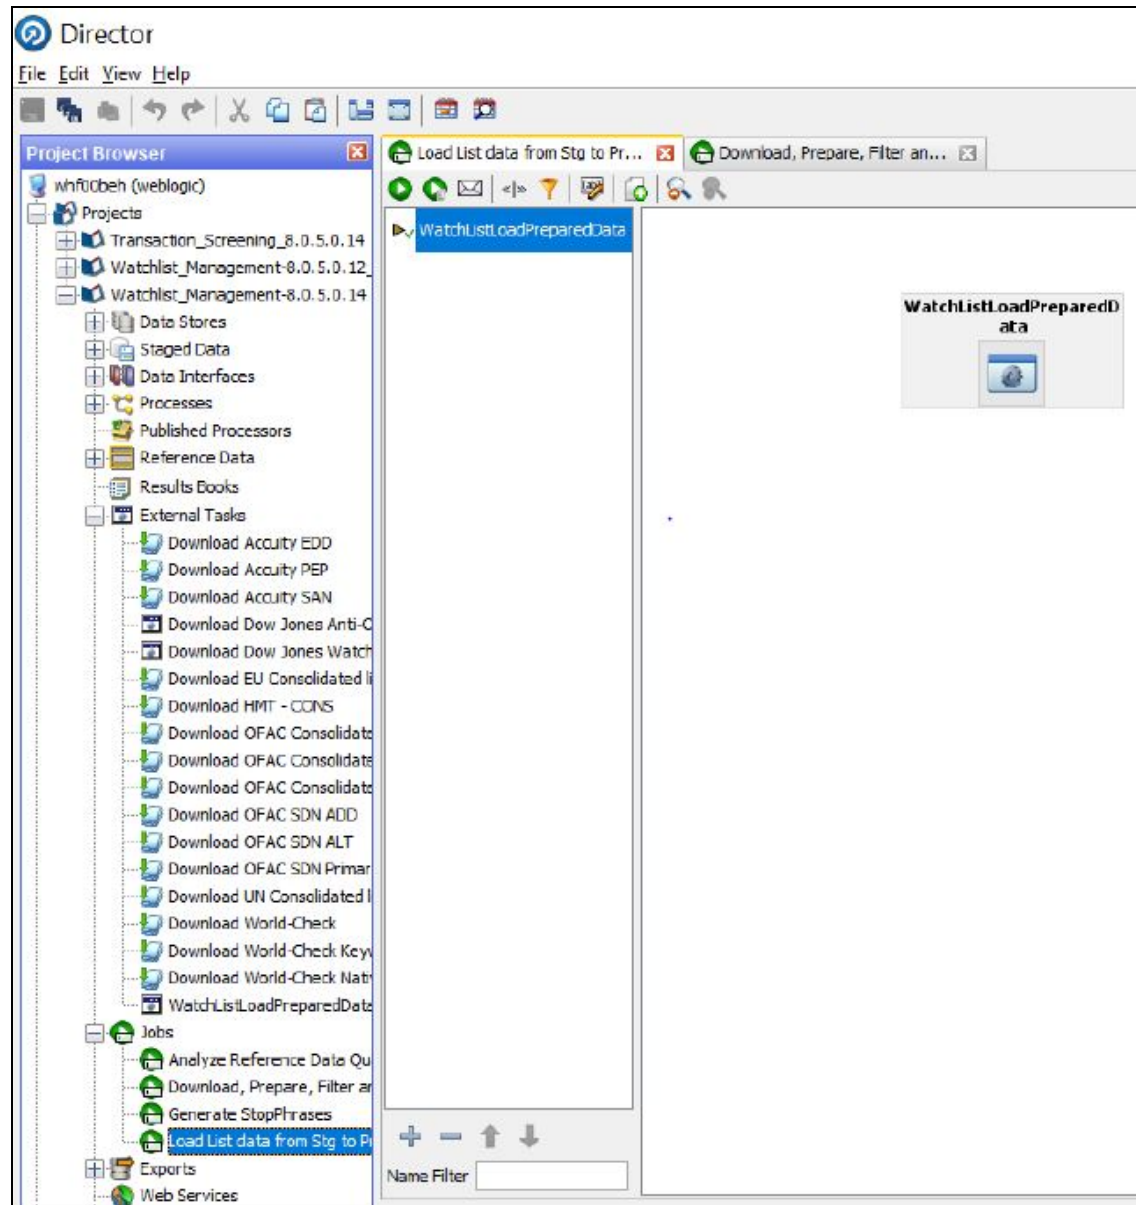 Director
File Edit View Help
Project Browser
whf00beh (weblogic)
Projects
Transaction_Screening_8.0.5.0.14
Watchlist_Management-8.0.5.0.12_
Watchlist_Management-8.0.5.0.14
Data Stores
Staged Data
Data Interfaces
Processes
Published Processors
Reference Data
Results Books
External Tasks
Download Accuity EDD
Download Accuity PEP
Download Accuity SAN
Download Dow Jones Anti-C
Download Dow Jones Watch
Download EU Consolidated li
Download HMT - CONS
Download OFAC Consolidate
Download OFAC Consolidate
Download OFAC Consolidate
Download OFAC SDN ADD
Download OFAC SDN ALT
Download OFAC SDN Primar
Download UN Consolidated l
Download World-Check
Download World-Check Keyw
Download World-Check Nativ
WatchListLoadPreparedData
Jobs
Analyze Reference Data Qu
Download, Prepare, Filter an
Generate StopPhrases
Load List data from Stg to Pr
Exports
Web Services
Load List data from Stg to Pr...
Download, Prepare, Filter an...
WatchListLoadPreparedData
Name Filter
WatchListLoadPreparedD
ata